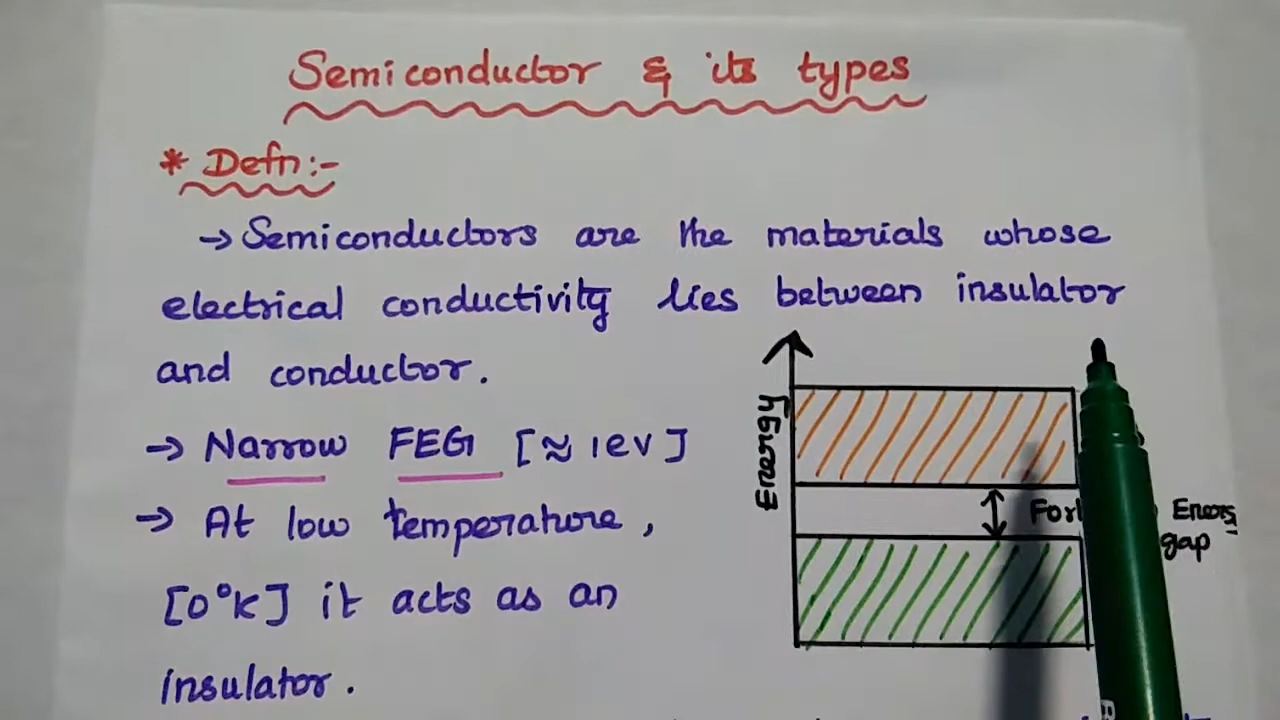 Semiconductor & its types
* Defn:-
→ Semiconductors are the materials whose
electrical conductivity lies between insulator
and conductor.
→ Narrow FEG [≈ 1ev]
→ At low temperature,
[0°K] it acts as an
insulator.
Energy
Energy
gap